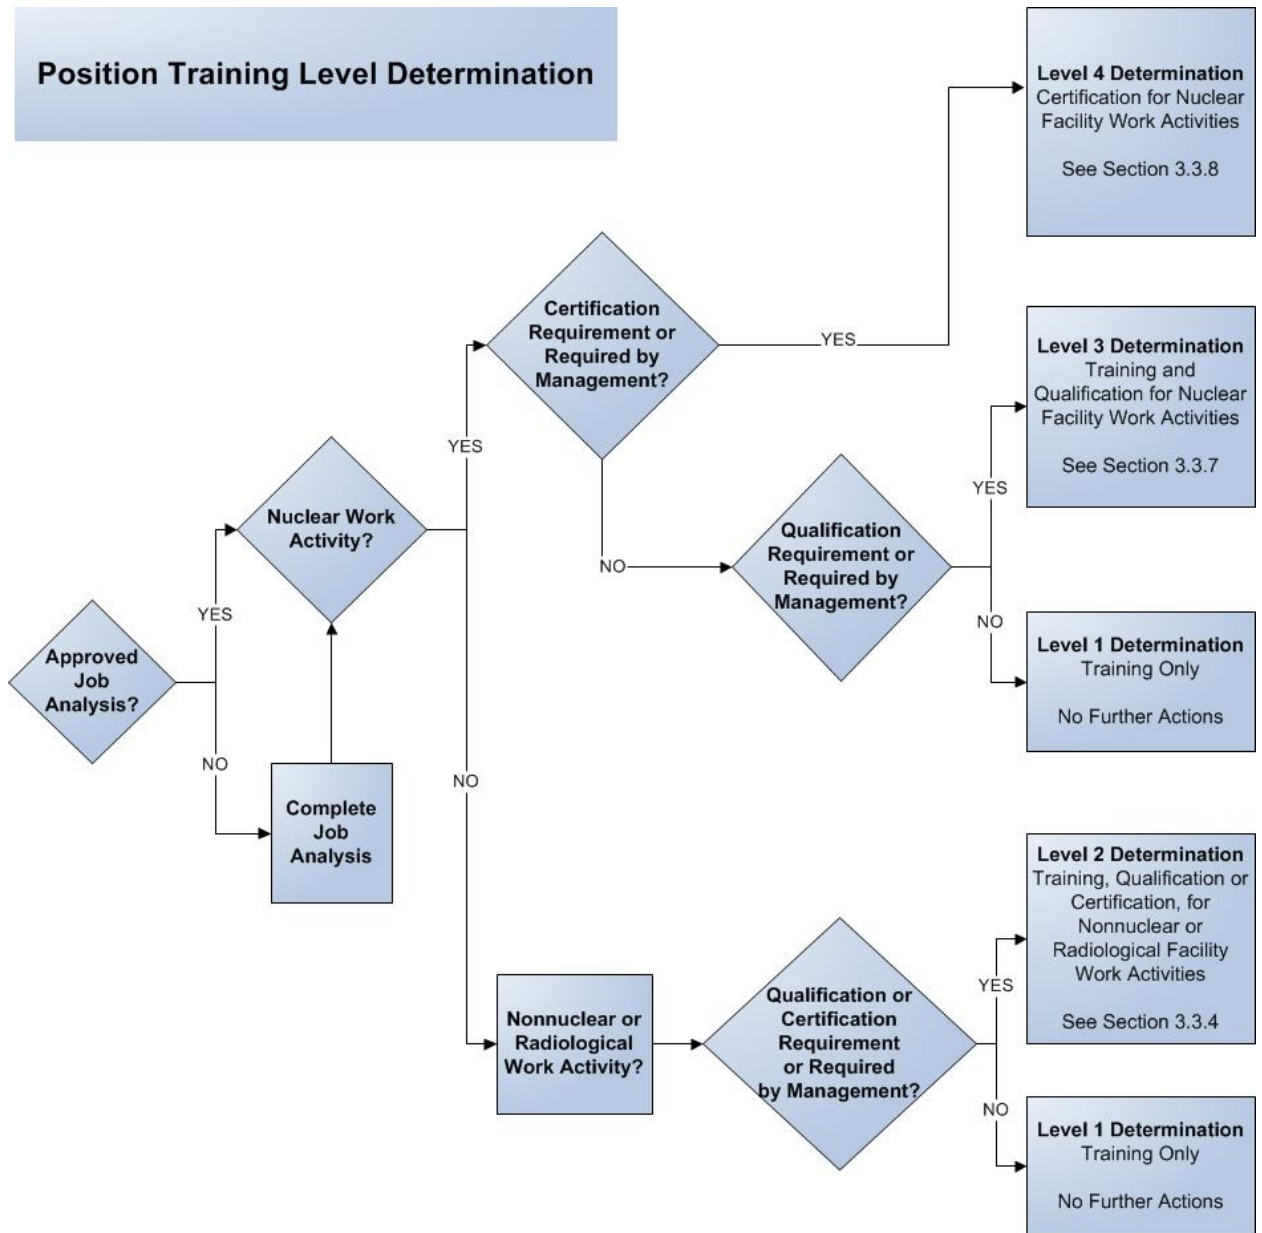 Position Training Level Determination
Level 4 Determination
Certification for Nuclear
Facility Work Activities
See Section 3.3.8
Certification
Requirement or
Required by
Management?
YES
Level 3 Determination
Training and
Qualification for Nuclear
Facility Work Activities
See Section 3.3.7
YES
YES
Nuclear Work
Activity?
Qualification
Requirement or
Required by
Management?
NO
YES
NO
Level 1 Determination
Training Only
No Further Actions
Approved
Job
Analysis?
NO
NO
Complete
Job
Analysis
Level 2 Determination
Training, Qualification or
Certification, for
Nonnuclear or
Radiological Facility
Work Activities
See Section 3.3.4
YES
Nonnuclear or
Radiological
Work Activity?
Qualification or
Certification
Requirement
or Required
by Management?
NO
Level 1 Determination
Training Only
No Further Actions